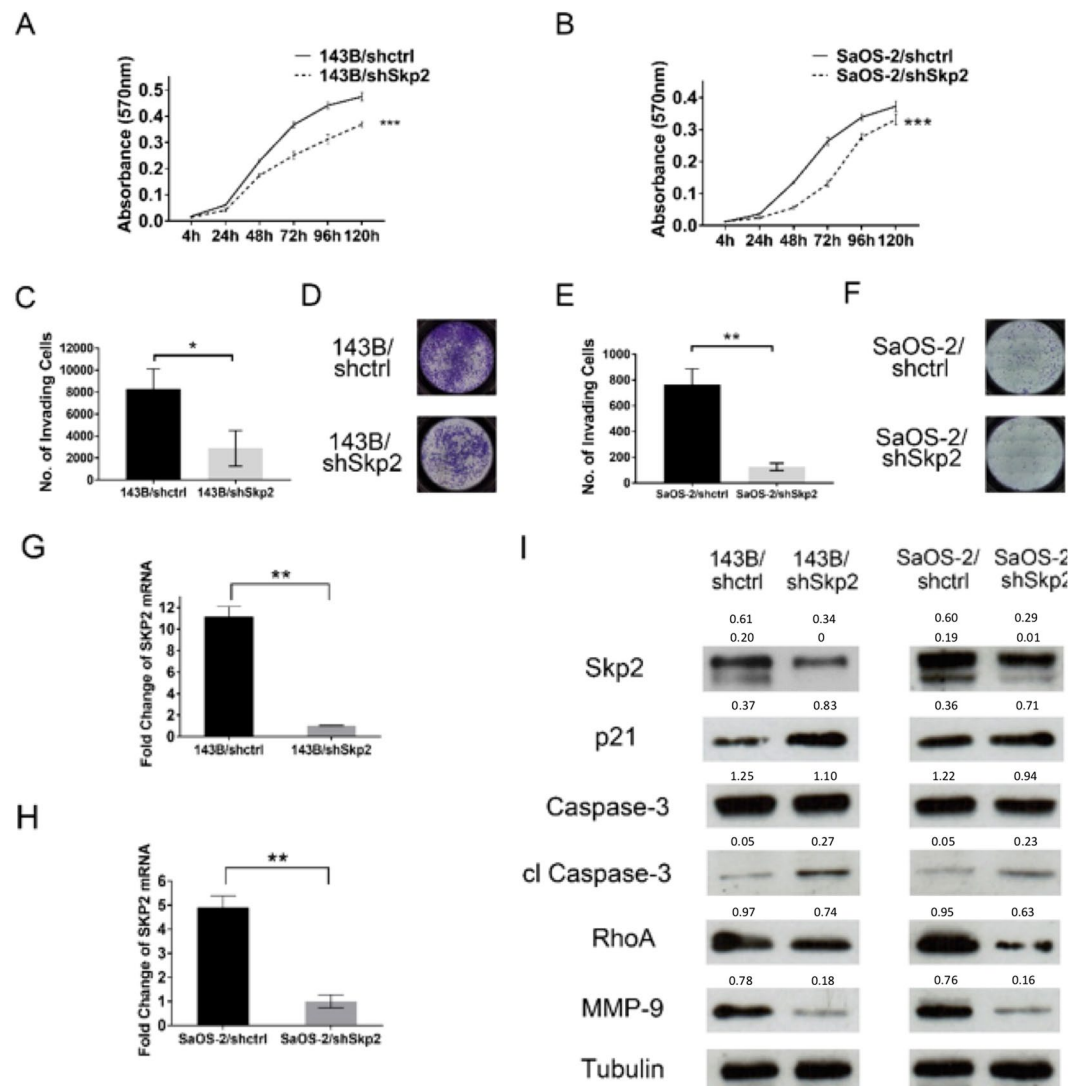 A
143B/shctrl
143B/shSkp2
Absorbance (570nm)
0.5
0.4
0.3
0.2
0.1
0.0
4h 24h 48h 72h 96h 120h
***
B
SaOS-2/shctrl
SaOS-2/shSkp2
Absorbance (570nm)
0.4
0.3
0.2
0.1
0.0
4h 24h 48h 72h 96h 120h
***
C
No. of Invading Cells
12000
10000
8000
6000
4000
2000
0
*
143B/shctrl 143B/shSkp2
D
143B/
shctrl
143B/
shSkp2
E
No. of Invading Cells
1000
800
600
400
200
0
**
SaOS-2/shctrl SaOS-2/shSkp2
F
SaOS-2/
shctrl
SaOS-2/
shSkp2
G
Fold Change of SKP2 mRNA
12
10
8
6
4
2
0
**
143B/shctrl 143B/shSkp2
H
Fold Change of SKP2 mRNA
6
5
4
3
2
1
0
**
SaOS-2/shctrl SaOS-2/shSkp2
I
143B/ 143B/ SaOS-2/ SaOS-2
shctrl shSkp2 shctrl shSkp2
0.61 0.34 0.60 0.29
0.20 0 0.19 0.01
Skp2
0.37 0.83 0.36 0.71
p21
1.25 1.10 1.22 0.94
Caspase-3
0.05 0.27 0.05 0.23
cl Caspase-3
0.97 0.74 0.95 0.63
RhoA
0.78 0.18 0.76 0.16
MMP-9
Tubulin